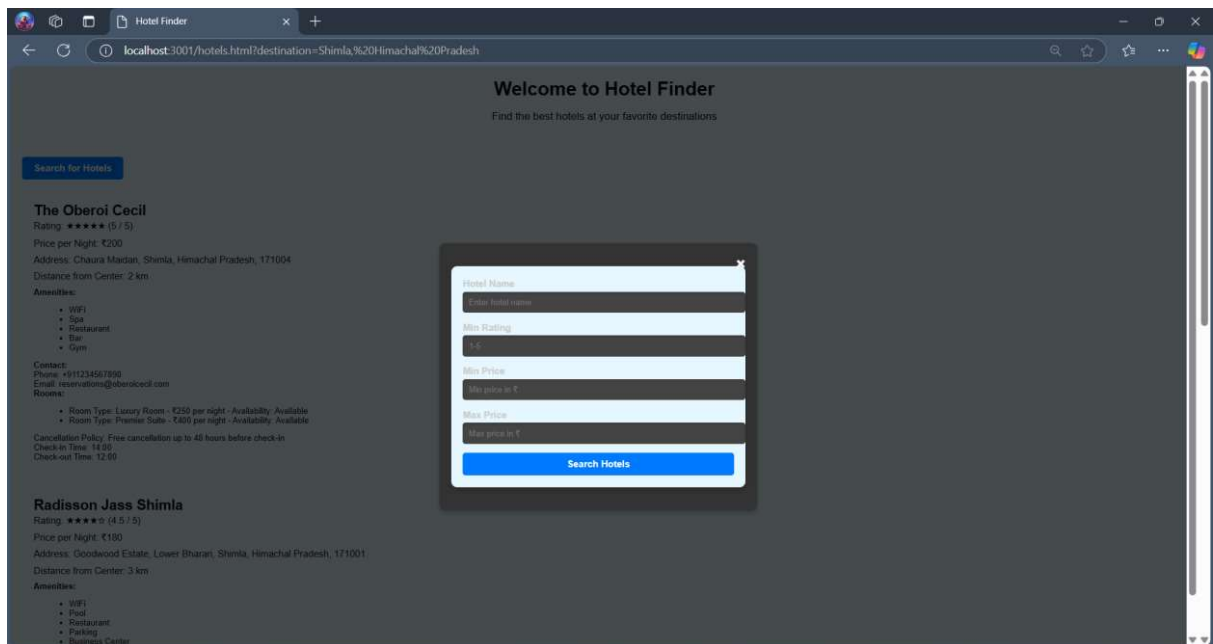 Hotel Finder
localhost:3001/hotels.html?destination=Shimla,%20Himachal%20Pradesh
Welcome to Hotel Finder
Find the best hotels at your favorite destinations
Search for Hotels
The Oberoi Cecil
Rating: ★★★★★ (5 / 5)
Price per Night: ₹200
Address: Chaura Maidan, Shimla, Himachal Pradesh, 171004
Distance from Center: 2 km
Amenities:
• WiFi
• Spa
• Restaurant
• Bar
• Gym
Contact:
Phone: +911234567890
Email: reservations@oberoicecil.com
Rooms:
• Room Type: Luxury Room - ₹250 per night - Availability: Available
• Room Type: Premier Suite - ₹400 per night - Availability: Available
Cancellation Policy: Free cancellation up to 48 hours before check-in
Check-in Time: 14:00
Check-out Time: 12:00
Radisson Jass Shimla
Rating: ★★★★☆ (4.5 / 5)
Price per Night: ₹180
Address: Goodwood Estate, Lower Bharari, Shimla, Himachal Pradesh, 171001
Distance from Center: 3 km
Amenities:
• WiFi
• Pool
• Restaurant
• Parking
• Business Center
Hotel Name
Enter hotel name
Min Rating
1-5
Min Price
Min price in ₹
Max Price
Max price in ₹
Search Hotels